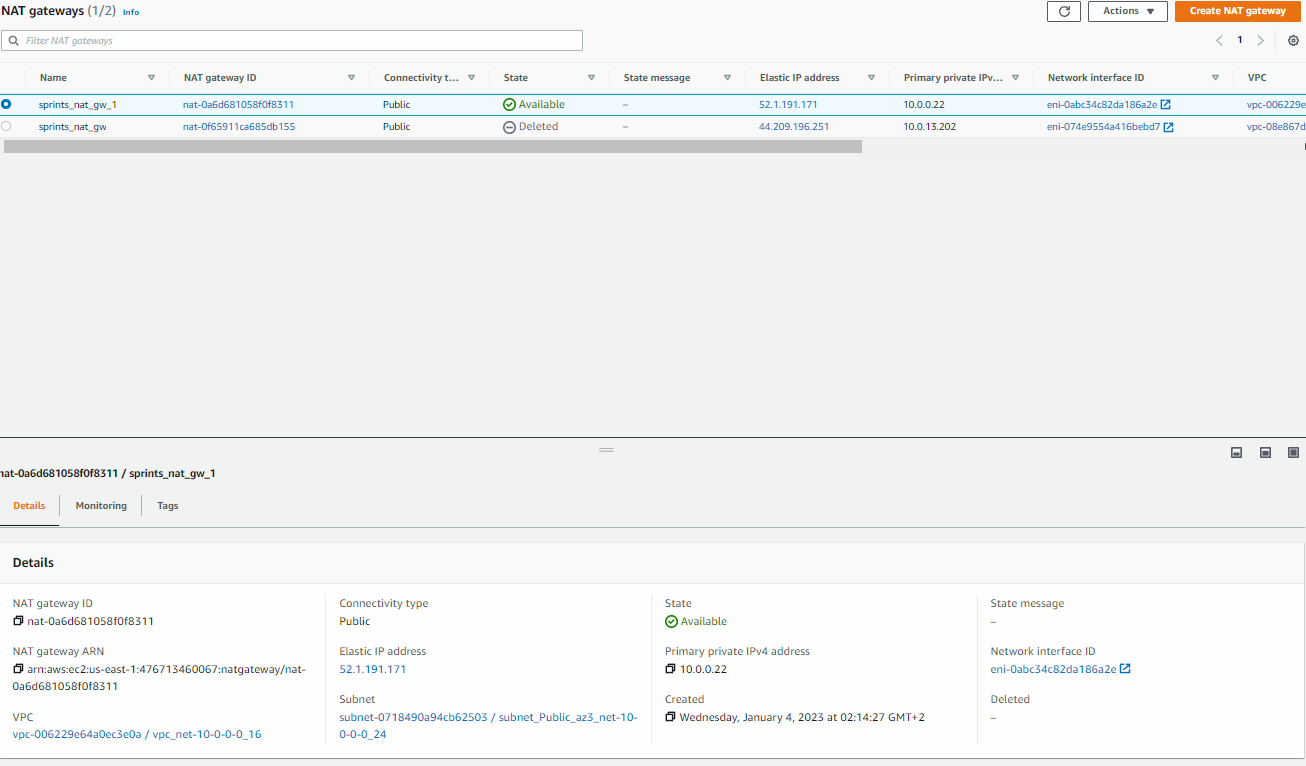 NAT gateways (1/2) Info
Actions
Create NAT gateway
Filter NAT gateways
1
Name NAT gateway ID Connectivity t... State State message Elastic IP address Primary private IPv... Network interface ID VPC
sprints_nat_gw_1 nat-0a6d681058f0f8311 Public Available – 52.1.191.171 10.0.0.22 eni-0abc34c82da186a2e vpc-006229e
sprints_nat_gw nat-0f65911ca685db155 Public Deleted – 44.209.196.251 10.0.13.202 eni-074e9554a416bebd7 vpc-08e867d
nat-0a6d681058f0f8311 / sprints_nat_gw_1
Details Monitoring Tags
Details
NAT gateway ID
nat-0a6d681058f0f8311
NAT gateway ARN
arn:aws:ec2:us-east-1:476713460067:natgateway/nat-
0a6d681058f0f8311
VPC
vpc-006229e64a0ec3e0a / vpc_net-10-0-0-0_16
Connectivity type
Public
Elastic IP address
52.1.191.171
Subnet
subnet-0718490a94cb62503 / subnet_Public_az3_net-10-
0-0-0_24
State
Available
Primary private IPv4 address
10.0.0.22
Created
Wednesday, January 4, 2023 at 02:14:27 GMT+2
State message
–
Network interface ID
eni-0abc34c82da186a2e
Deleted
–